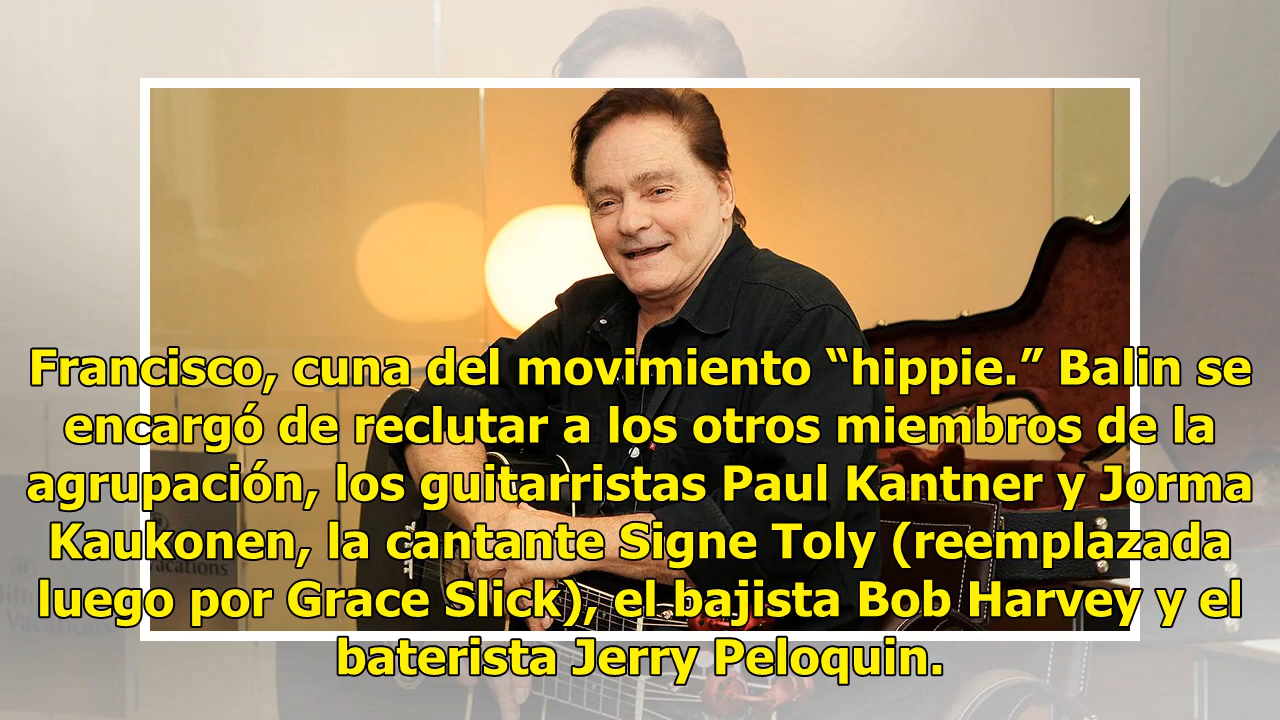 Francisco, cuna del movimiento “hippie.” Balin se
encargó de reclutar a los otros miembros de la
agrupación, los guitarristas Paul Kantner y Jorma
Kaukonen, la cantante Signe Toly (reemplazada
luego por Grace Slick), el bajista Bob Harvey y el
baterista Jerry Peloquin.
Vacations